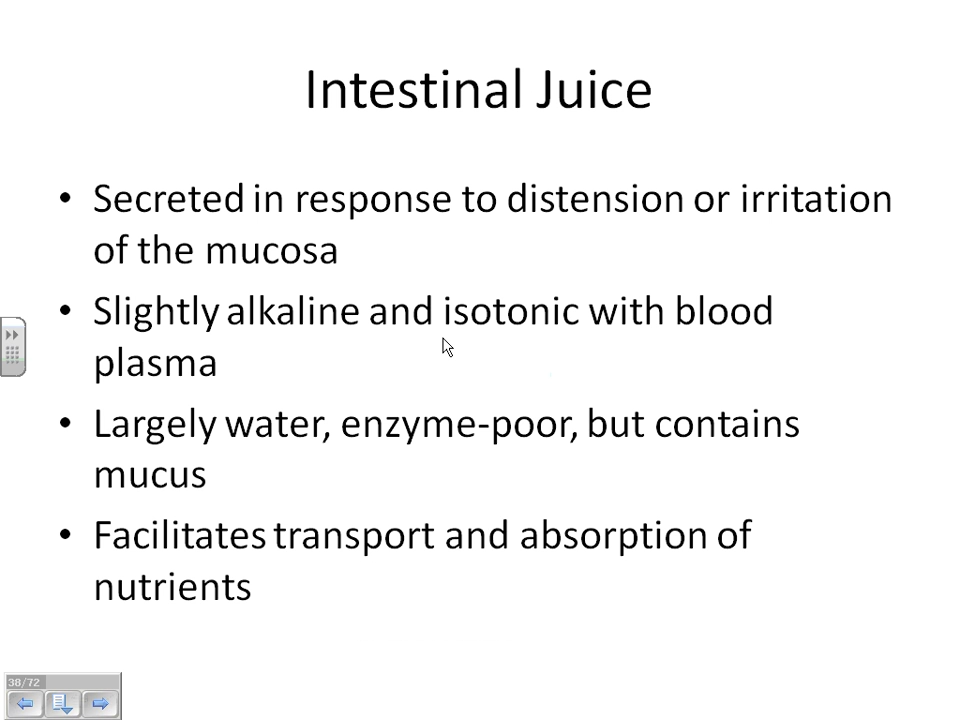 Intestinal Juice
• Secreted in response to distension or irritation
of the mucosa
• Slightly alkaline and isotonic with blood
plasma
• Largely water, enzyme-poor, but contains
mucus
• Facilitates transport and absorption of
nutrients
38/72